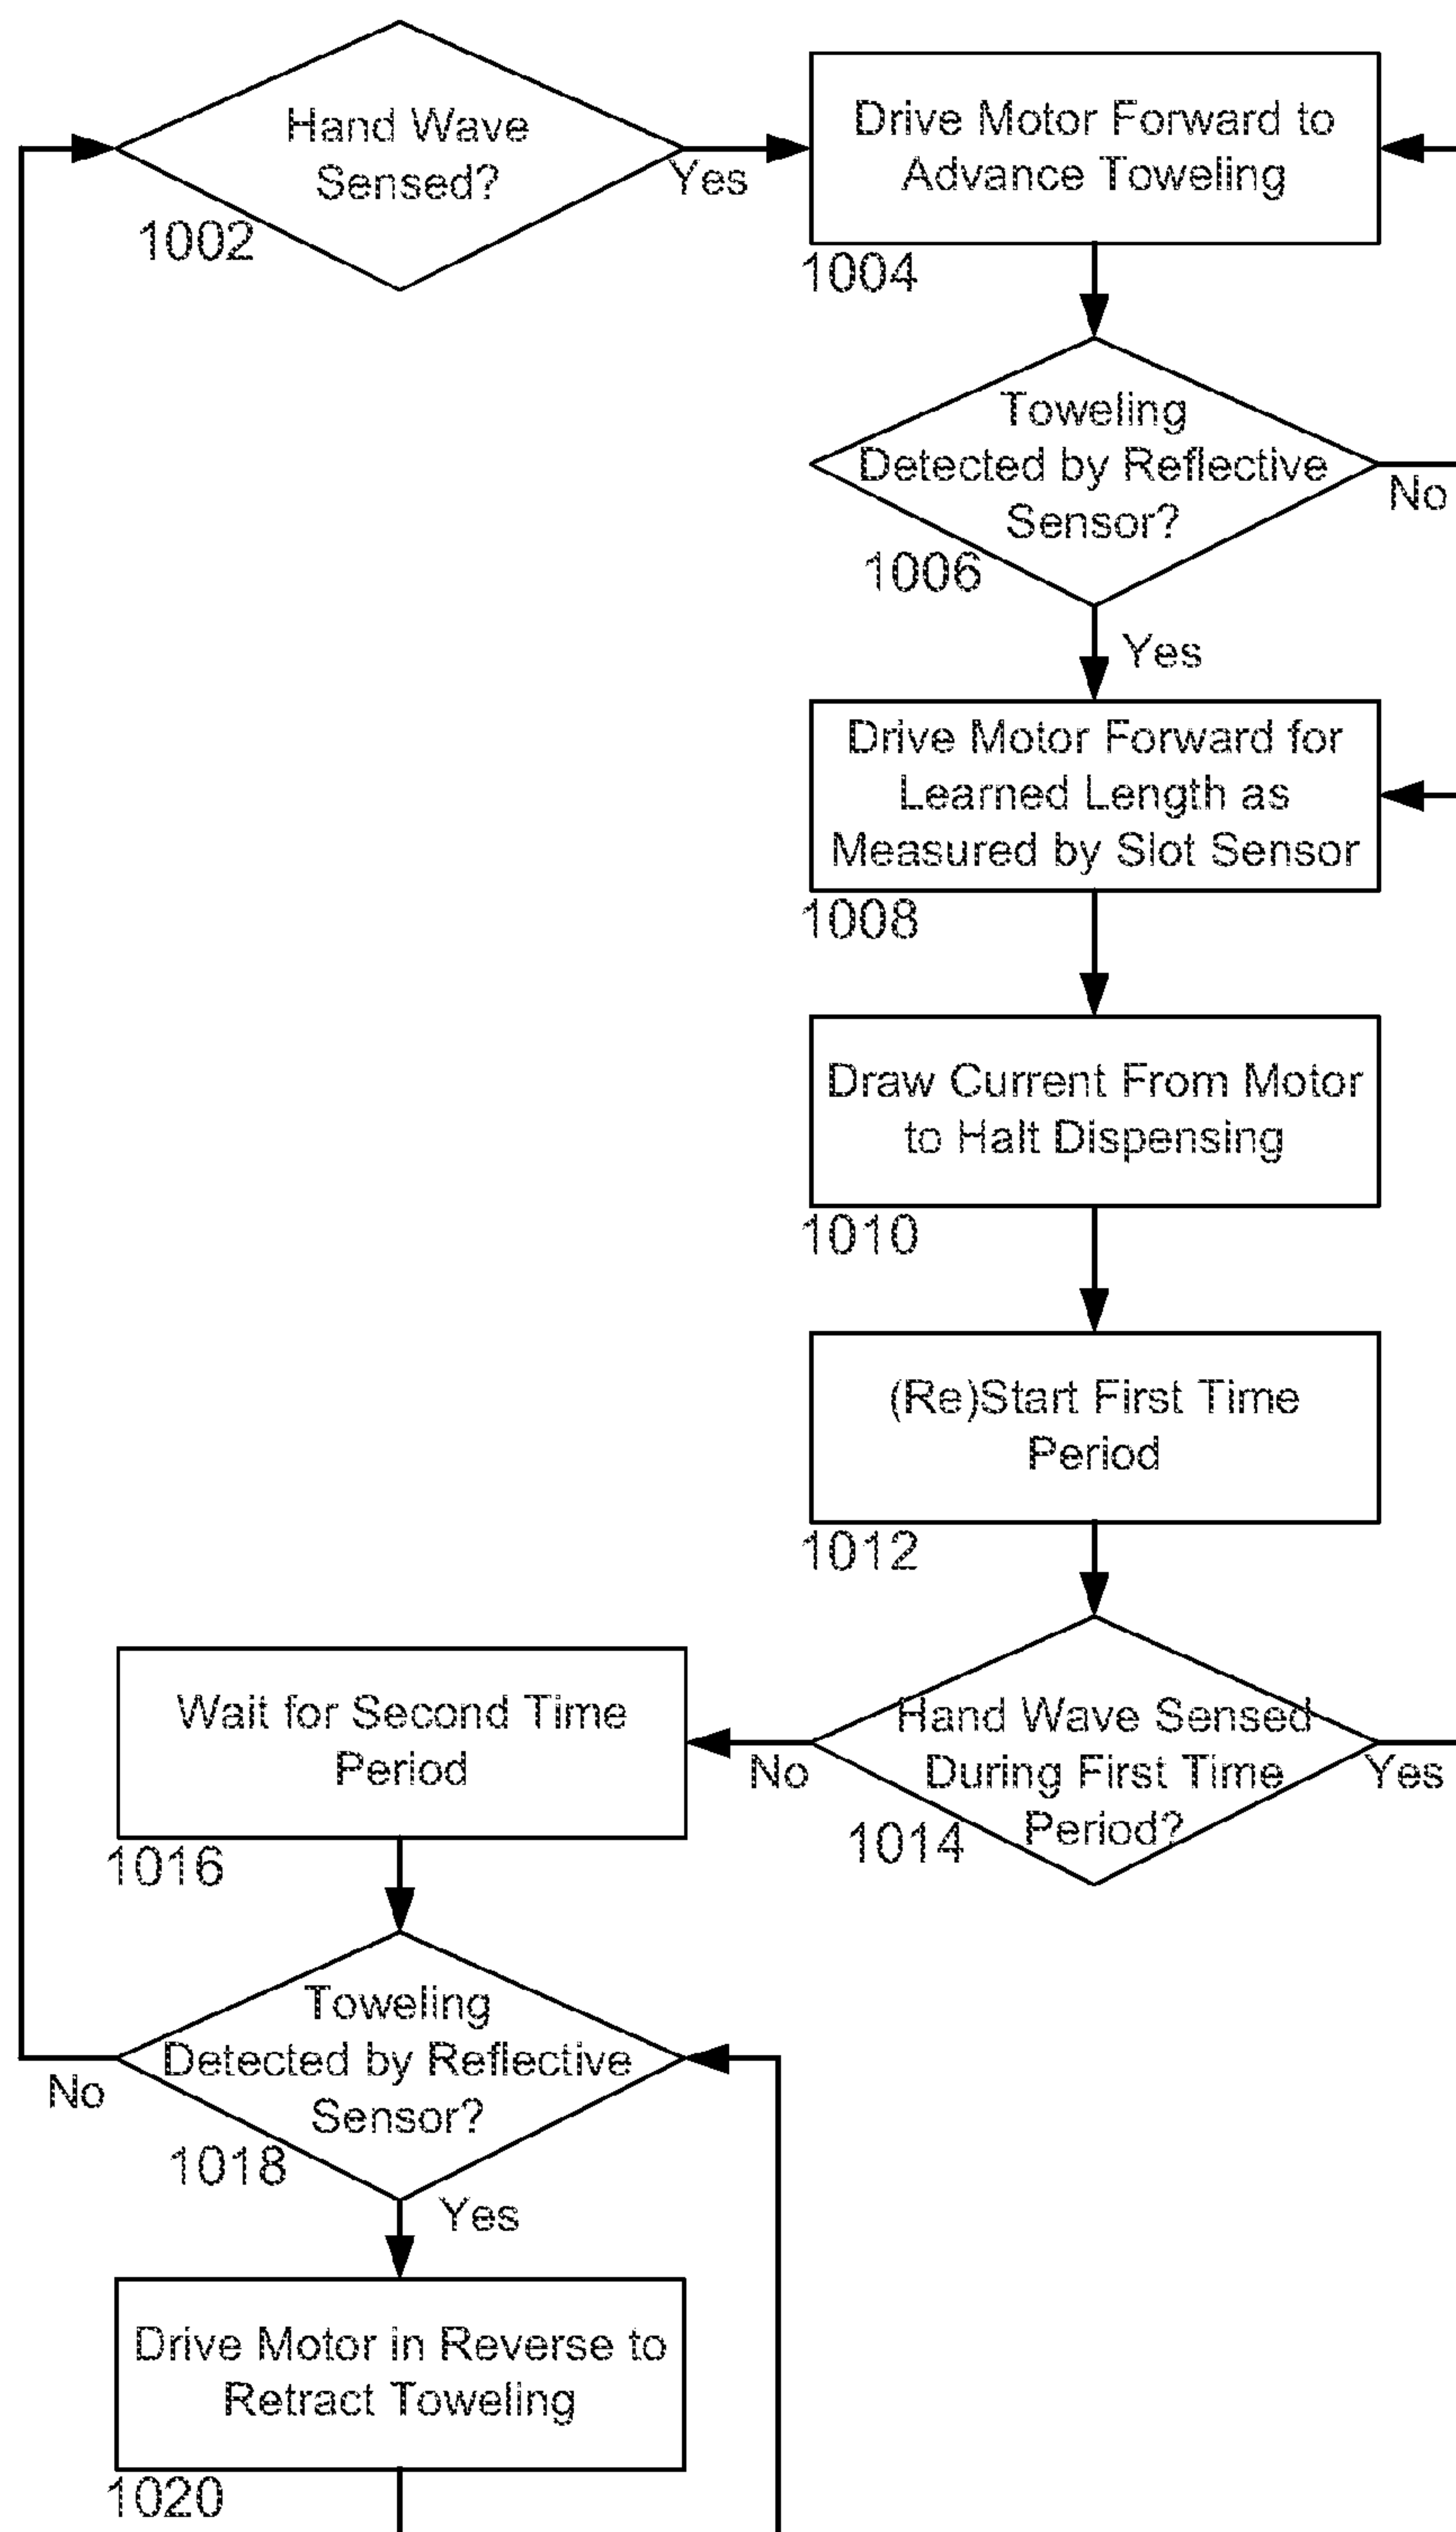 Hand Wave
Sensed?
1002
Yes
Drive Motor Forward to
Advance Toweling
1004
Toweling
Detected by Reflective
Sensor?
1006
No
Yes
Drive Motor Forward for
Learned Length as
Measured by Slot Sensor
1008
Draw Current From Motor
to Halt Dispensing
1010
(Re)Start First Time
Period
1012
Hand Wave Sensed
During First Time
Period?
1014
Yes
No
Wait for Second Time
Period
1016
Toweling
Detected by Reflective
Sensor?
1018
No
Yes
Drive Motor in Reverse to
Retract Toweling
1020